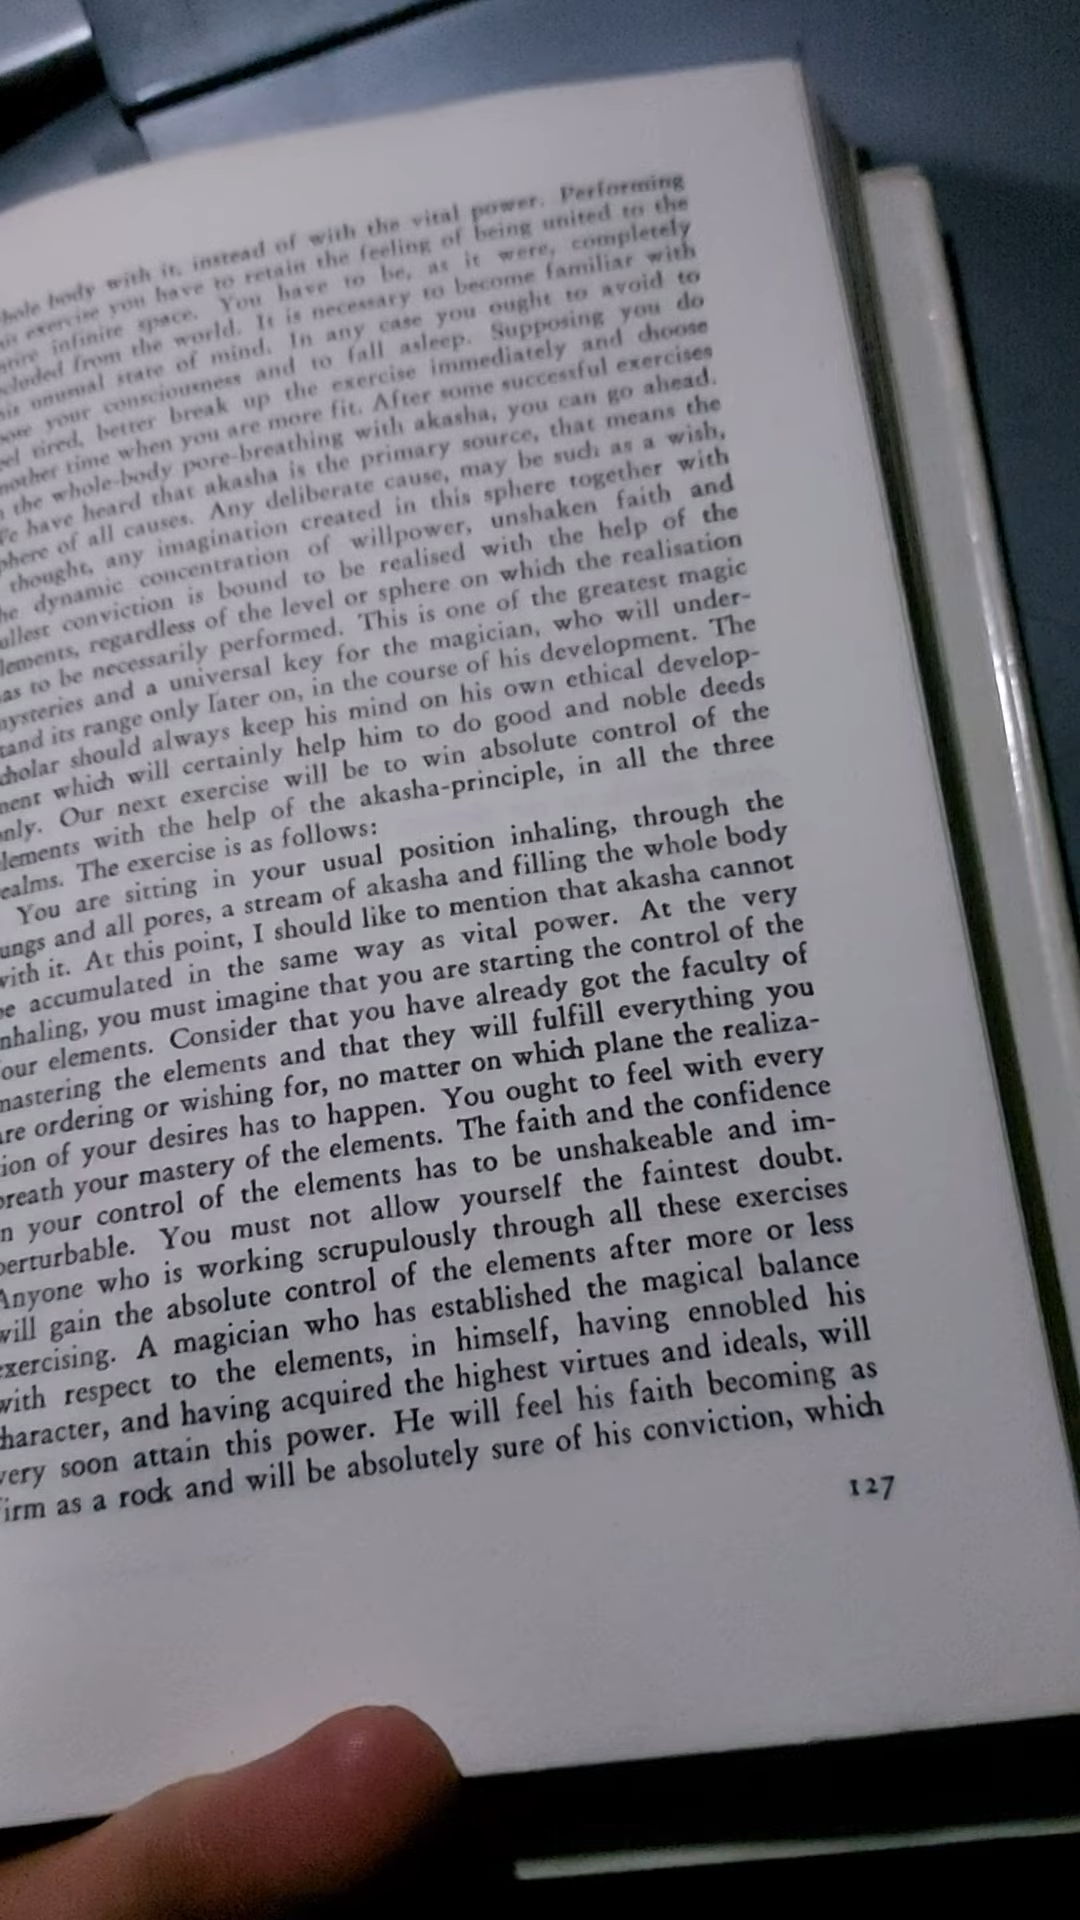 hole body with it, instead of with the vital power. Performing
exercise you have to retain the feeling of being united to the
infinite space. You have to be, as it were, completely
cluded from the world. It is necessary to become familiar with
unusual state of mind. In any case you ought to avoid to
your consciousness and to fall asleep. Supposing you do
el tired, better break up the exercise immediately and choose
nother time when you are more fit. After some successful exercises
the whole-body pore-breathing with akasha, you can go ahead.
e have heard that akasha is the primary source, that means the
phere of all causes. Any deliberate cause, may be such as a wish,
thought, any imagination created in this sphere together with
he dynamic concentration of willpower, unshaken faith and
ullest conviction is bound to be realised with the help of the
lements, regardless of the level or sphere on which the realisation
as to be necessarily performed. This is one of the greatest magic
ysteries and a universal key for the magician, who will under-
tand its range only later on, in the course of his development. The
cholar should always keep his mind on his own ethical develop-
nent which will certainly help him to do good and noble deeds
nly. Our next exercise will be to win absolute control of the
lements with the help of the akasha-principle, in all the three
ealms. The exercise is as follows:
You are sitting in your usual position inhaling, through the
ungs and all pores, a stream of akasha and filling the whole body
with it. At this point, I should like to mention that akasha cannot
be accumulated in the same way as vital power. At the very
nhaling, you must imagine that you are starting the control of the
four elements. Consider that you have already got the faculty of
mastering the elements and that they will fulfill everything you
are ordering or wishing for, no matter on which plane the realiza-
tion of your desires has to happen. You ought to feel with every
breath your mastery of the elements. The faith and the confidence
n your control of the elements has to be unshakeable and im-
perturbable. You must not allow yourself the faintest doubt.
Anyone who is working scrupulously through all these exercises
will gain the absolute control of the elements after more or less
exercising. A magician who has established the magical balance
with respect to the elements, in himself, having ennobled his
haracter, and having acquired the highest virtues and ideals, will
very soon attain this power. He will feel his faith becoming as
firm as a rock and will be absolutely sure of his conviction, which
127